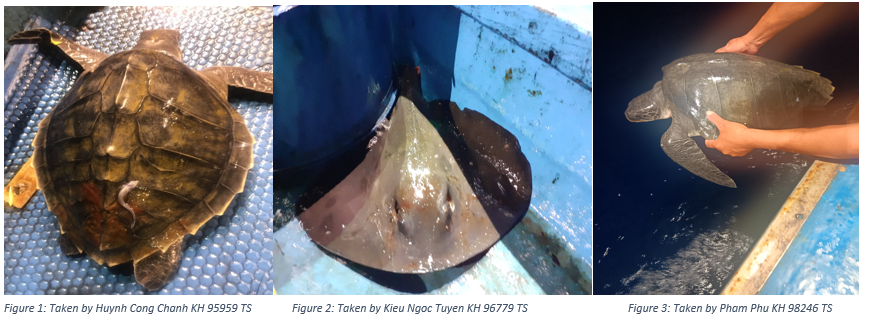 Figure 1: Taken by Huynh Cong Chanh KH 95959 TS
Figure 2: Taken by Kieu Ngoc Tuyen KH 96779 TS
Figure 3: Taken by Pham Phu KH 98246 TS